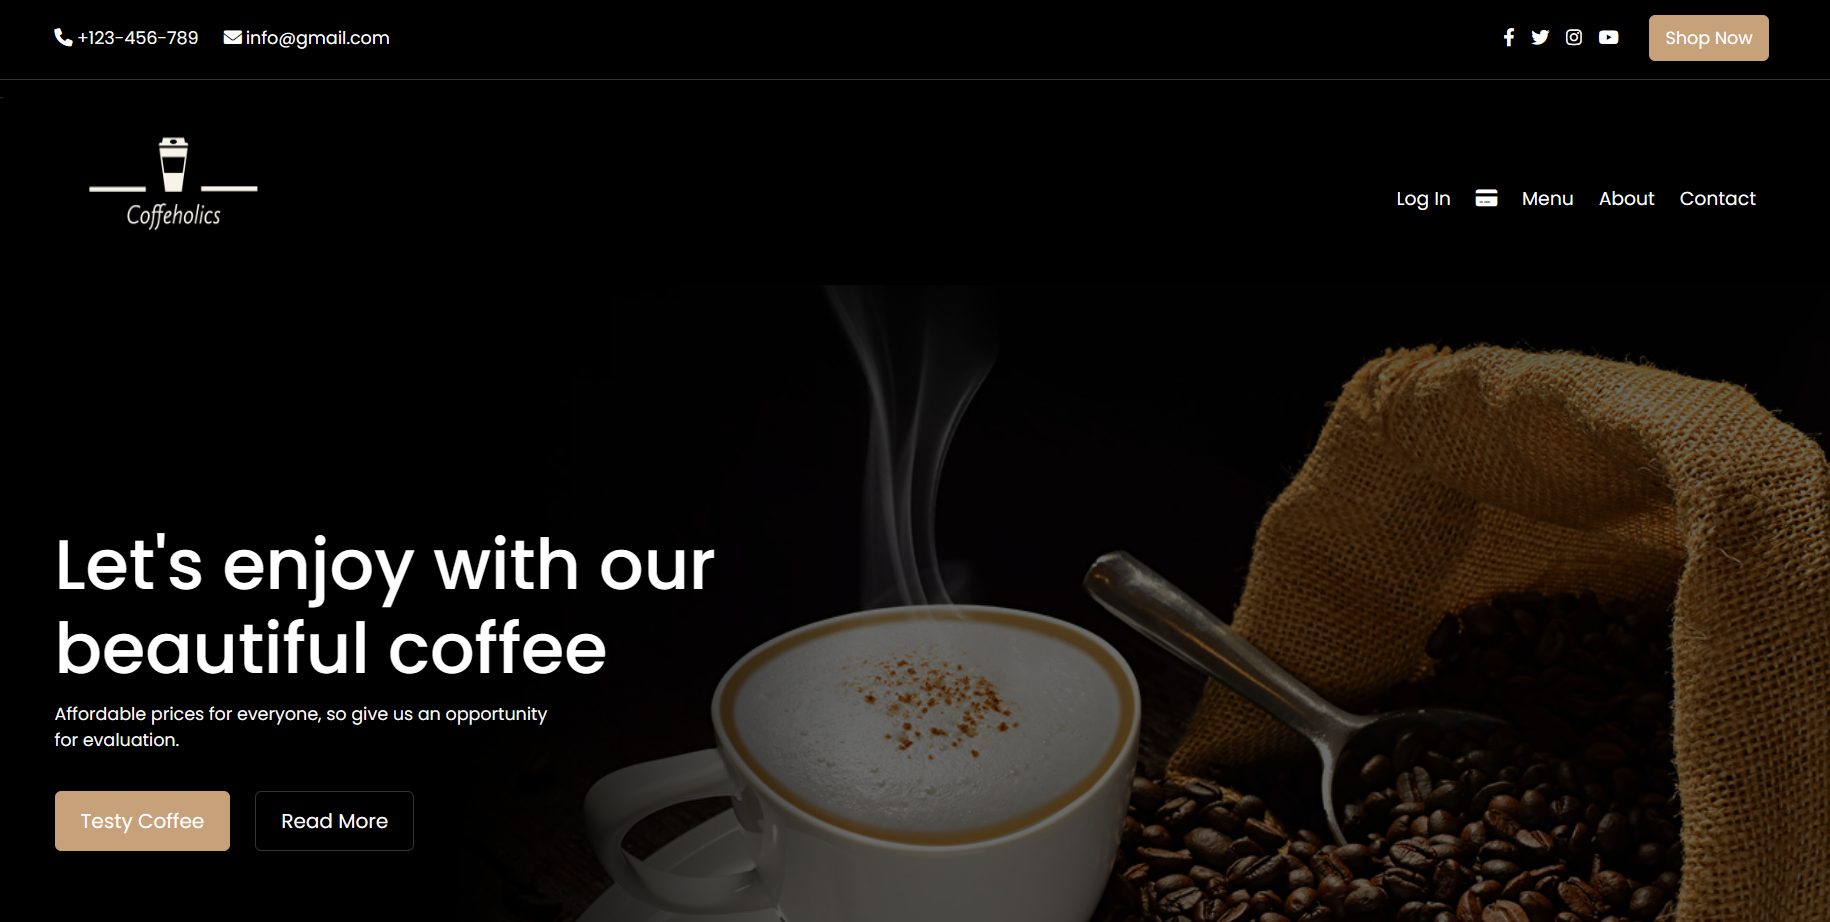 +123-456-789 info@gmail.com Shop Now
Coffeholics
Log In Menu About Contact
Let's enjoy with our
beautiful coffee
Affordable prices for everyone, so give us an opportunity
for evaluation.
Testy Coffee Read More